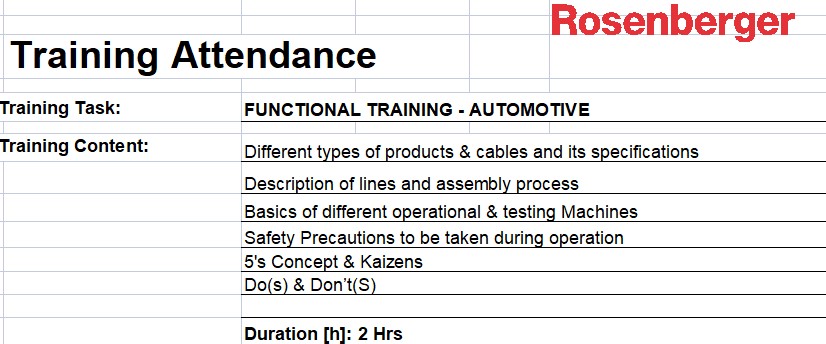 Rosenberger
Training Attendance
Training Task: FUNCTIONAL TRAINING - AUTOMOTIVE
Training Content: Different types of products & cables and its specifications
Description of lines and assembly process
Basics of different operational & testing Machines
Safety Precautions to be taken during operation
5's Concept & Kaizens
Do(s) & Don’t(S)
Duration [h]: 2 Hrs